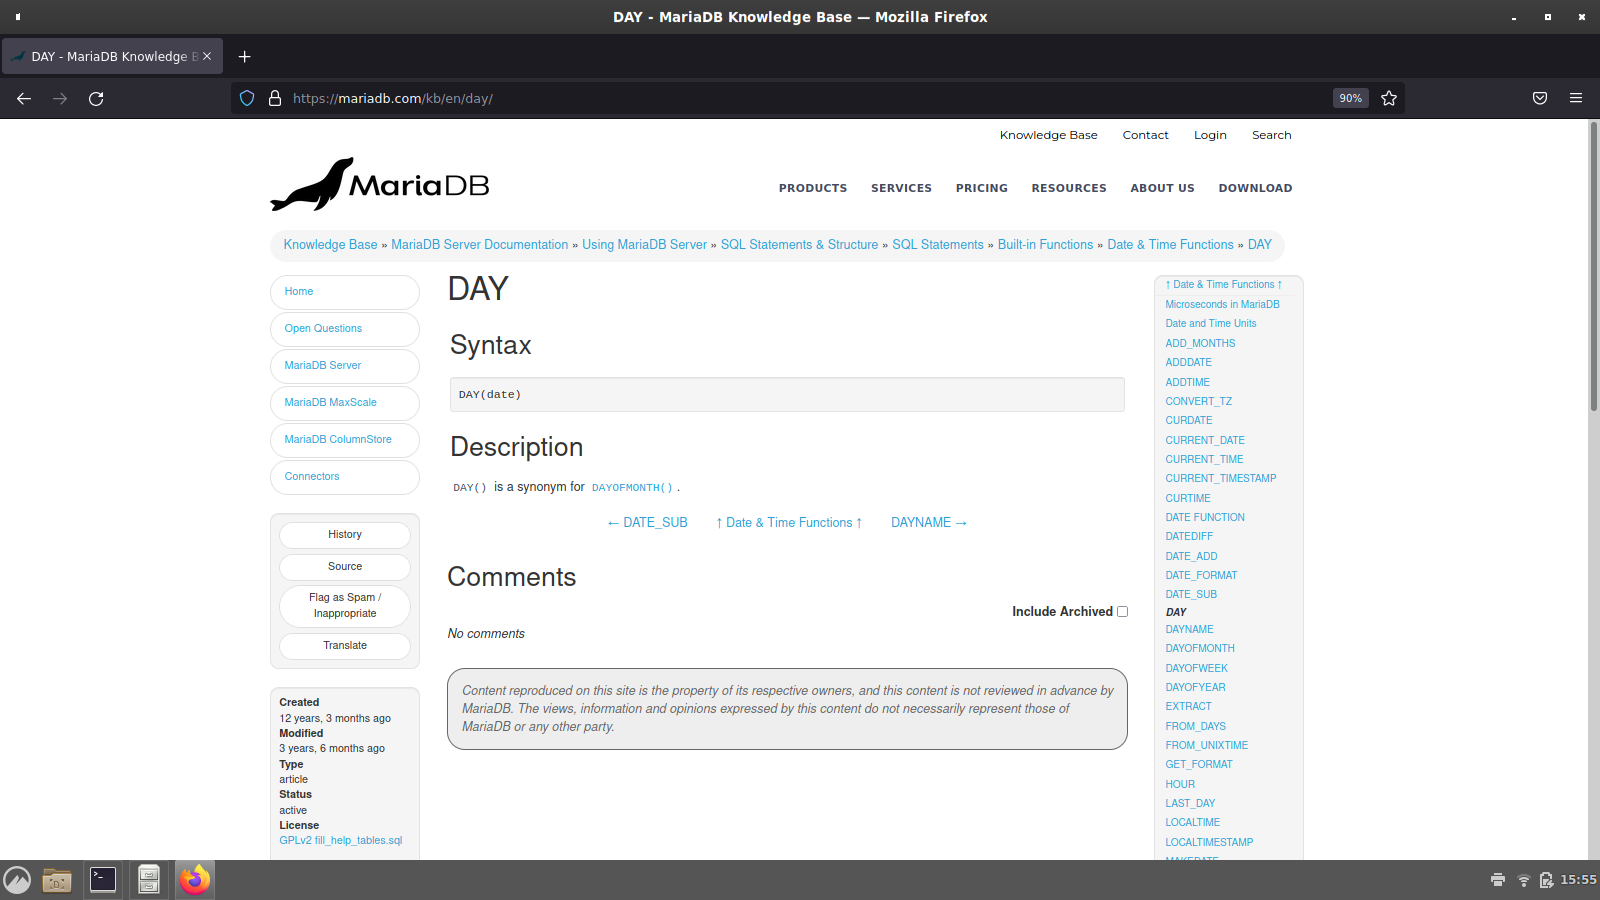 DAY - MariaDB Knowledge Base — Mozilla Firefox
DAY - MariaDB Knowledge B
https://mariadb.com/kb/en/day/
90%
Knowledge Base Contact Login Search
MariaDB
PRODUCTS SERVICES PRICING RESOURCES ABOUT US DOWNLOAD
Knowledge Base » MariaDB Server Documentation » Using MariaDB Server » SQL Statements & Structure » SQL Statements » Built-in Functions » Date & Time Functions » DAY
Home
Open Questions
MariaDB Server
MariaDB MaxScale
MariaDB ColumnStore
Connectors
History
Source
Flag as Spam /
Inappropriate
Translate
Created
12 years, 3 months ago
Modified
3 years, 6 months ago
Type
article
Status
active
License
GPLv2 fill_help_tables.sql
DAY
Syntax
DAY(date)
Description
DAY() is a synonym for DAYOFMONTH().
← DATE_SUB ↑ Date & Time Functions ↑ DAYNAME →
Comments
Include Archived
No comments
Content reproduced on this site is the property of its respective owners, and this content is not reviewed in advance by
MariaDB. The views, information and opinions expressed by this content do not necessarily represent those of
MariaDB or any other party.
↑ Date & Time Functions ↑
Microseconds in MariaDB
Date and Time Units
ADD_MONTHS
ADDDATE
ADDTIME
CONVERT_TZ
CURDATE
CURRENT_DATE
CURRENT_TIME
CURRENT_TIMESTAMP
CURTIME
DATE FUNCTION
DATEDIFF
DATE_ADD
DATE_FORMAT
DATE_SUB
DAY
DAYNAME
DAYOFMONTH
DAYOFWEEK
DAYOFYEAR
EXTRACT
FROM_DAYS
FROM_UNIXTIME
GET_FORMAT
HOUR
LAST_DAY
LOCALTIME
LOCALTIMESTAMP
MAKEDATE
15:55